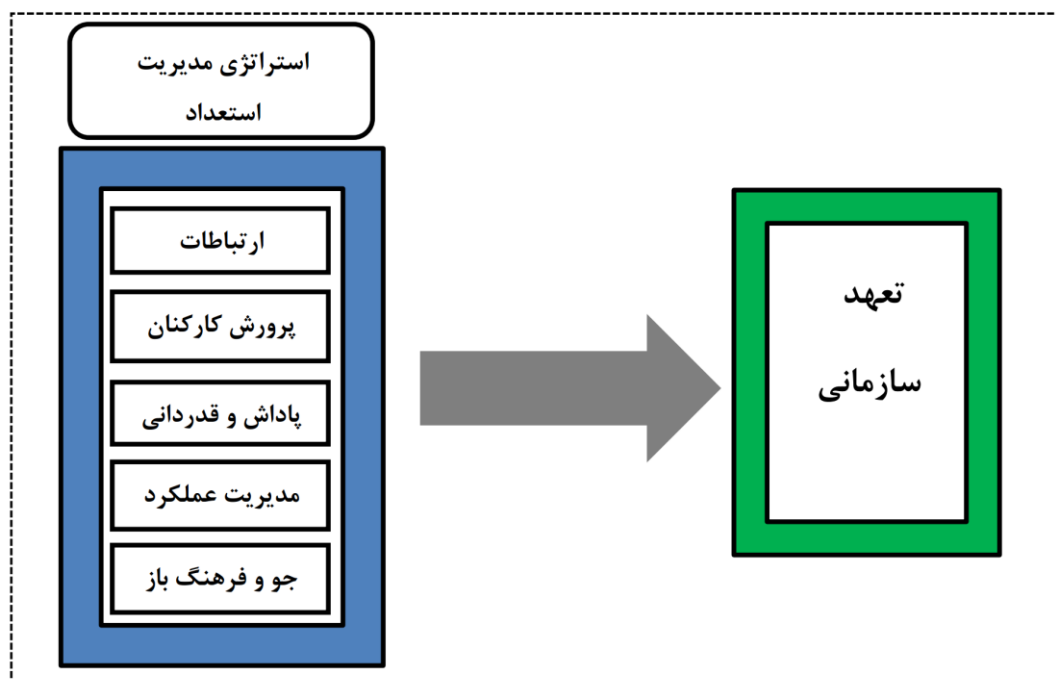 استراتژی مدیریت
استعداد
ارتباطات
پرورش کارکنان
پاداش و قدردانی
مدیریت عملکرد
جو و فرهنگ باز
تعهد
سازمانی